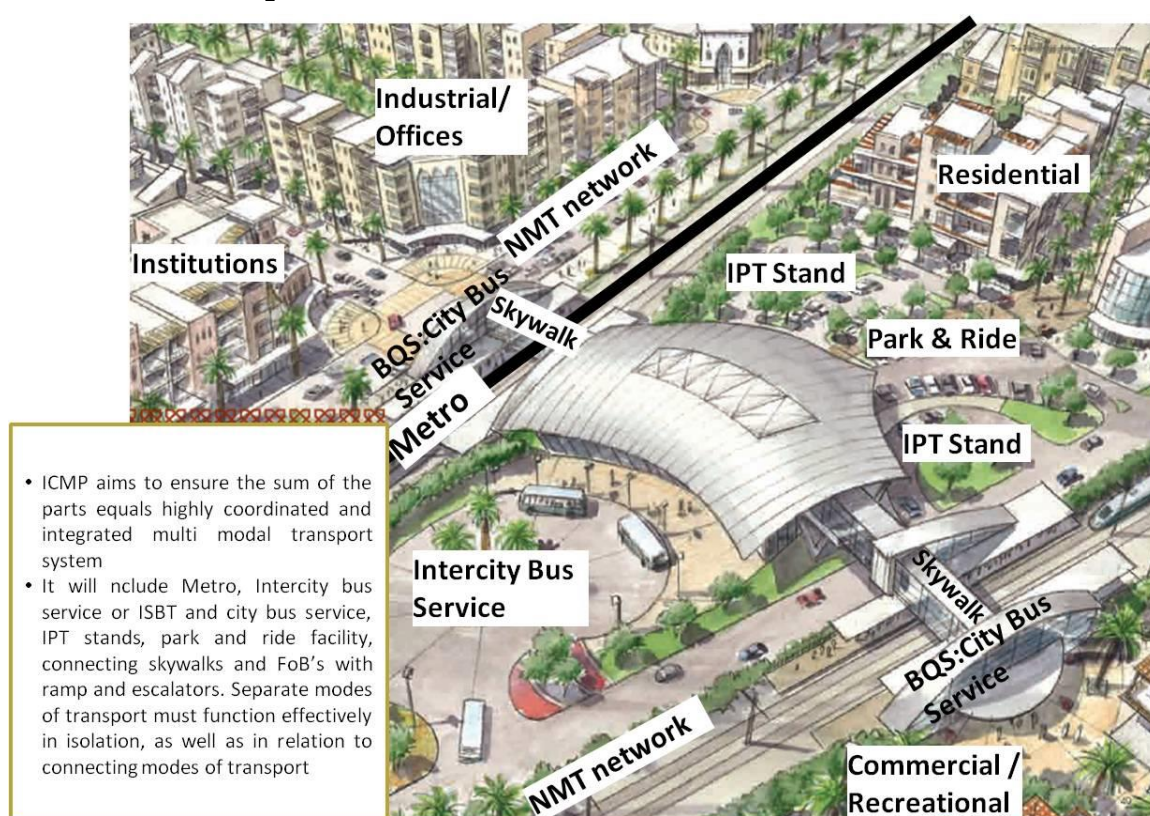 Industrial/
Offices
NMT network
Residential
Institutions
IPT Stand
BQS:City Bus
Service
Skywalk
Park & Ride
Metro
IPT Stand
• ICMP aims to ensure the sum of the
parts equals highly coordinated and
integrated multi modal transport
system
• It will nclude Metro, Intercity bus
service or ISBT and city bus service,
IPT stands, park and ride facility,
connecting skywalks and FoB's with
ramp and escalators. Separate modes
of transport must function effectively
in isolation, as well as in relation to
connecting modes of transport
Intercity Bus
Service
Skywalk
BQS:City Bus
Service
NMT network
Commercial /
Recreational
49